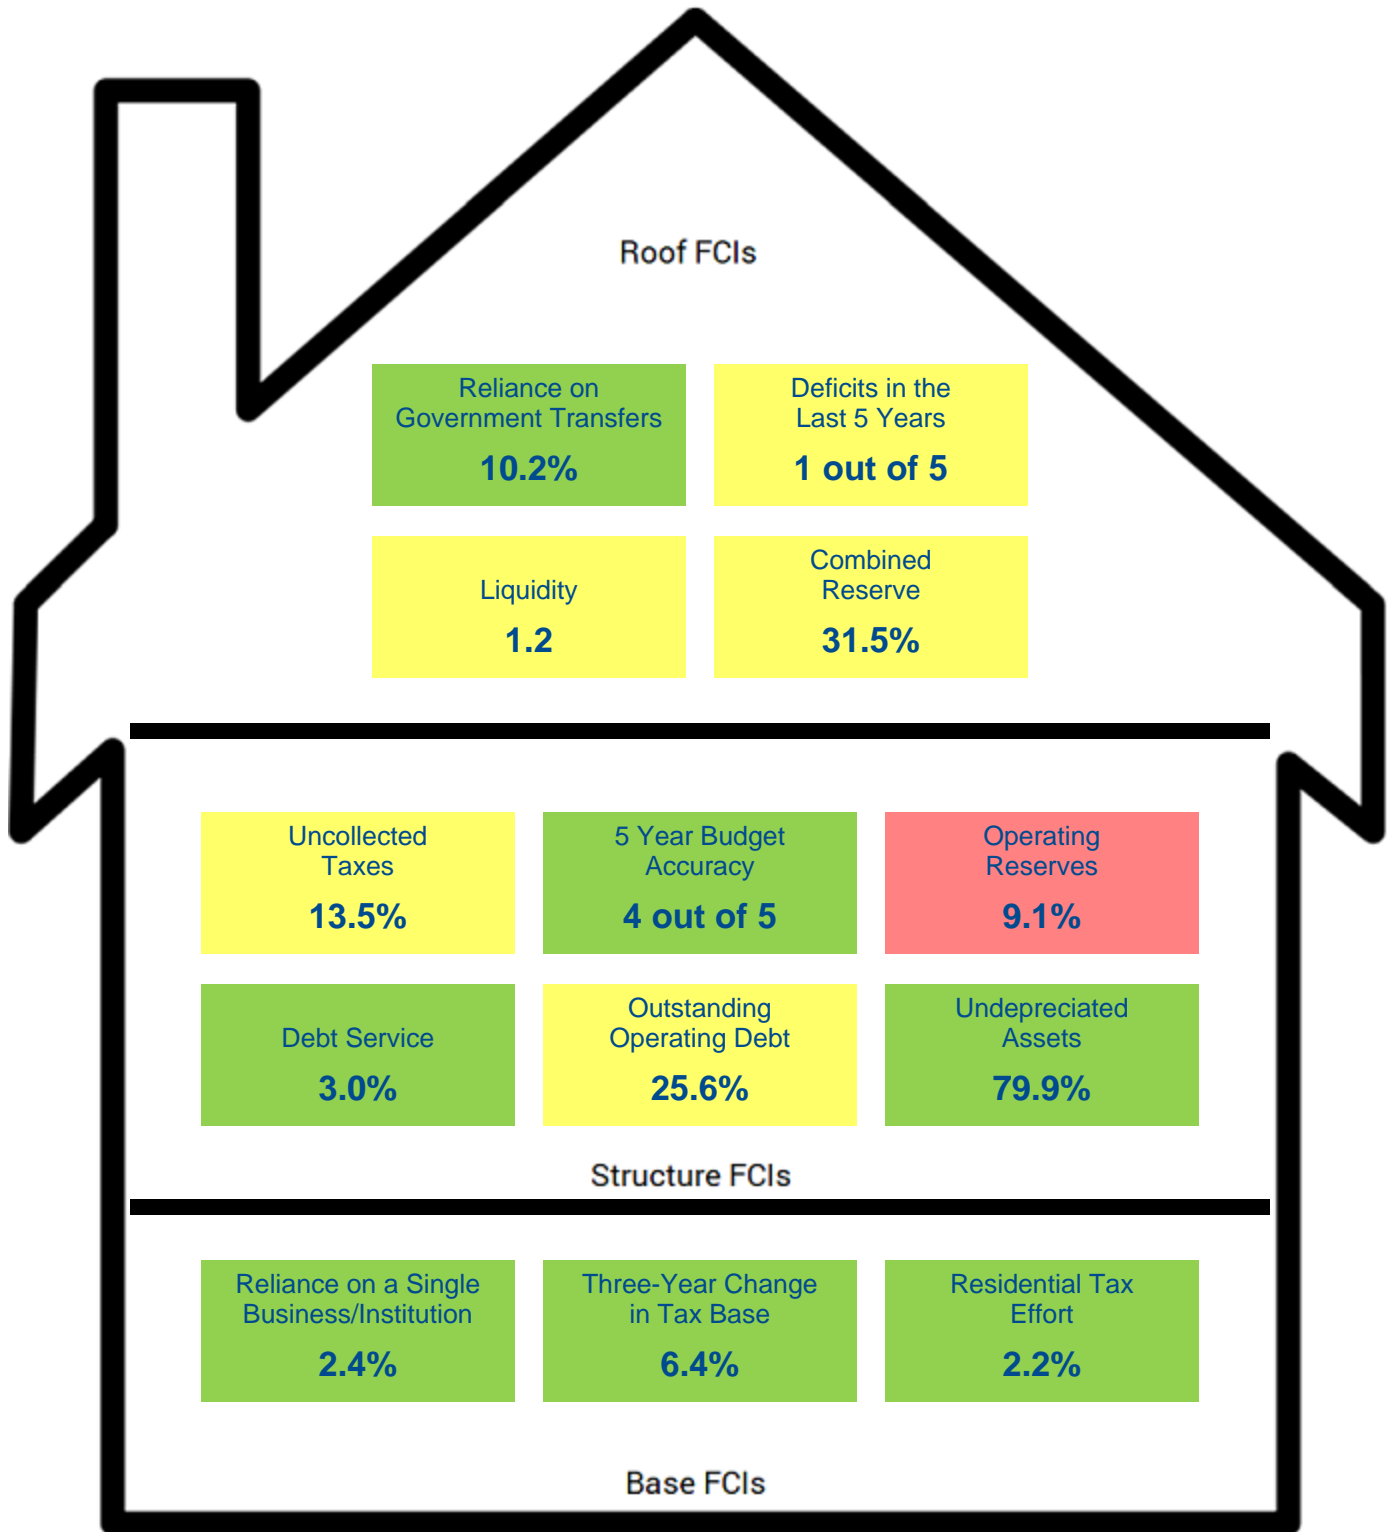 Roof FCIs
Reliance on
Government Transfers
10.2%
Deficits in the
Last 5 Years
1 out of 5
Liquidity
1.2
Combined
Reserve
31.5%
Uncollected
Taxes
13.5%
5 Year Budget
Accuracy
4 out of 5
Operating
Reserves
9.1%
Debt Service
3.0%
Outstanding
Operating Debt
25.6%
Undepreciated
Assets
79.9%
Structure FCIs
Reliance on a Single
Business/Institution
2.4%
Three-Year Change
in Tax Base
6.4%
Residential Tax
Effort
2.2%
Base FCIs